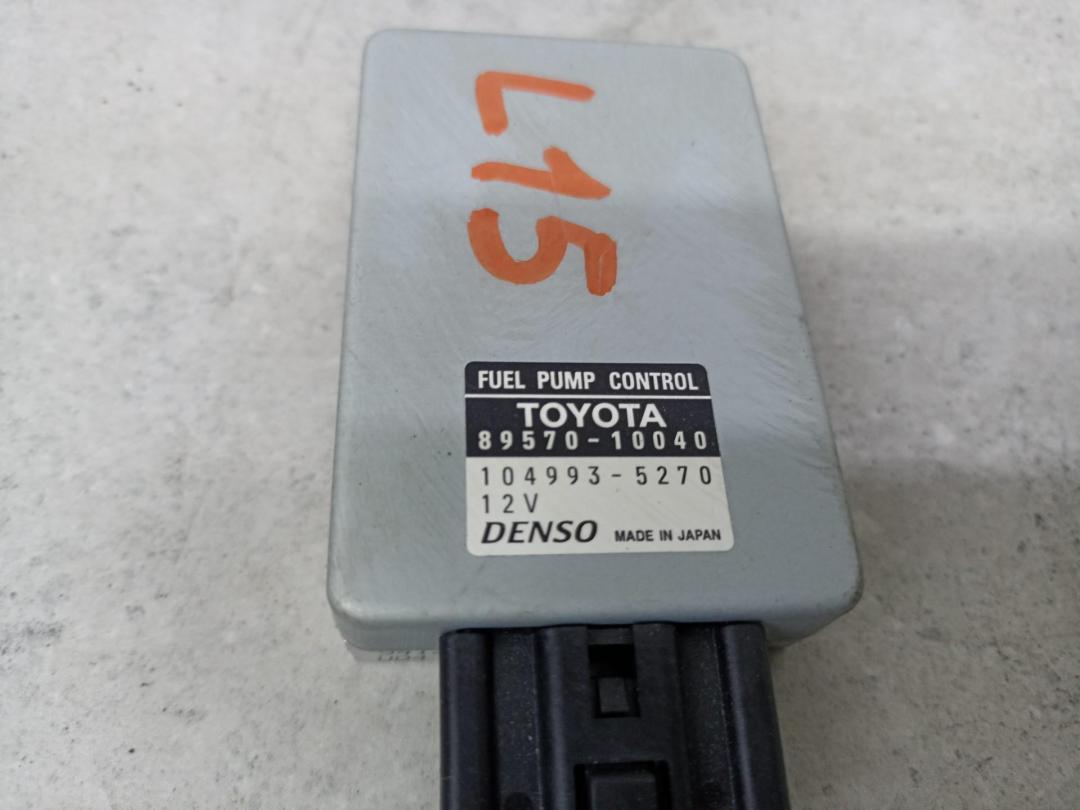 L15
FUEL PUMP CONTROL
TOYOTA
89570-10040
104993-5270
12V
DENSO MADE IN JAPAN